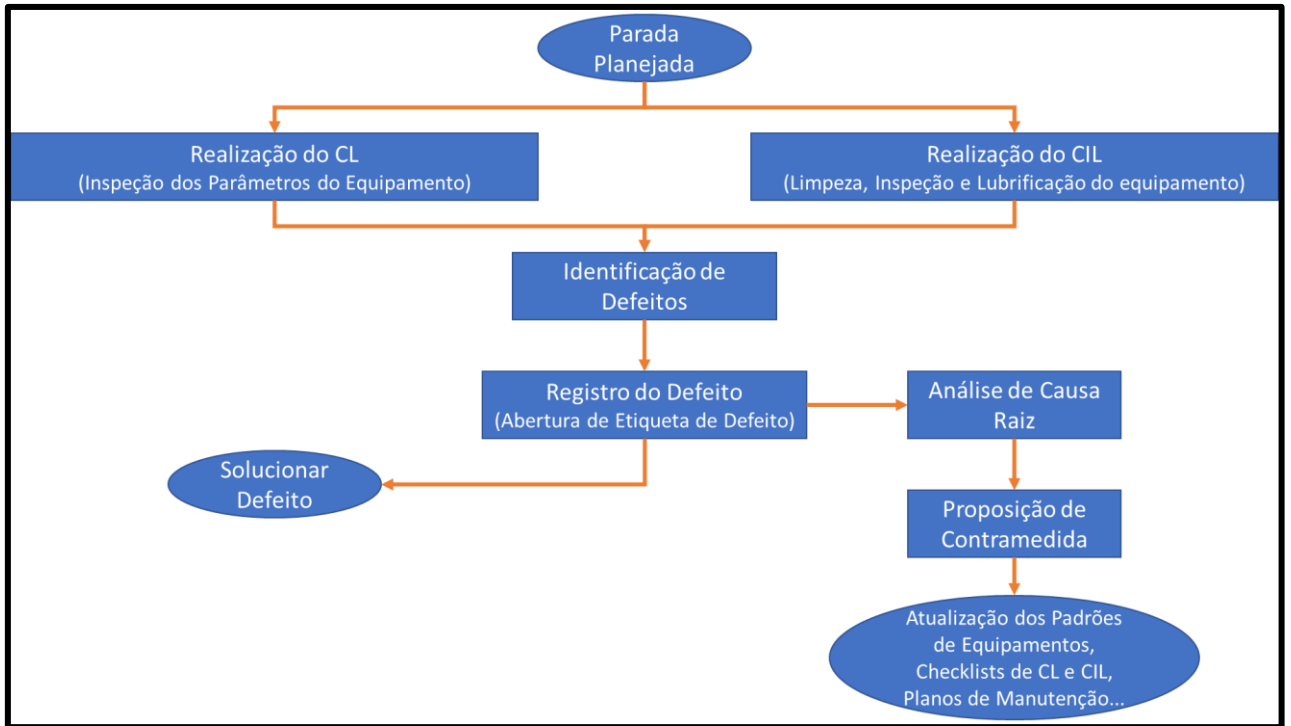 Parada
Planejada
Realização do CL
(Inspeção dos Parâmetros do Equipamento)
Realização do CIL
(Limpeza, Inspeção e Lubrificação do equipamento)
Identificação de
Defeitos
Registro do Defeito
(Abertura de Etiqueta de Defeito)
Análise de Causa
Raiz
Solucionar
Defeito
Proposição de
Contramedida
Atualização dos Padrões
de Equipamentos,
Checklists de CL e CIL,
Planos de Manutenção...